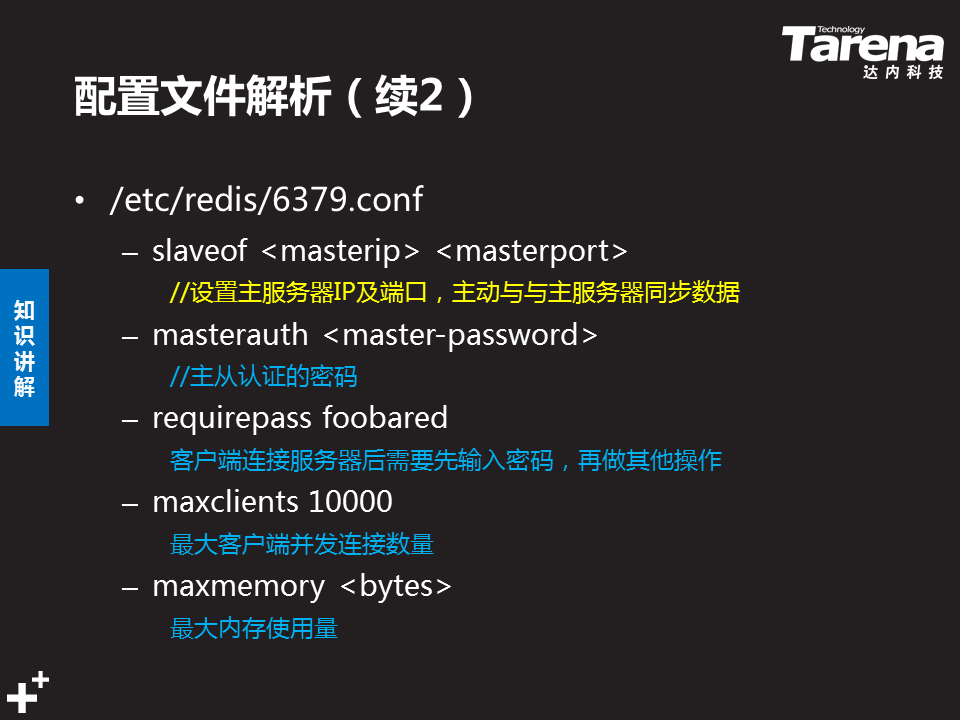 Technology
Tarena
达内科技
配置文件解析（续2）
• /etc/redis/6379.conf
– slaveof <masterip> <masterport>
//设置主服务器IP及端口，主动与与主服务器同步数据
– masterauth <master-password>
//主从认证的密码
– requirepass foobared
客户端连接服务器后需要先输入密码，再做其他操作
– maxclients 10000
最大客户端并发连接数量
– maxmemory <bytes>
最大内存使用量
知
识
讲
解